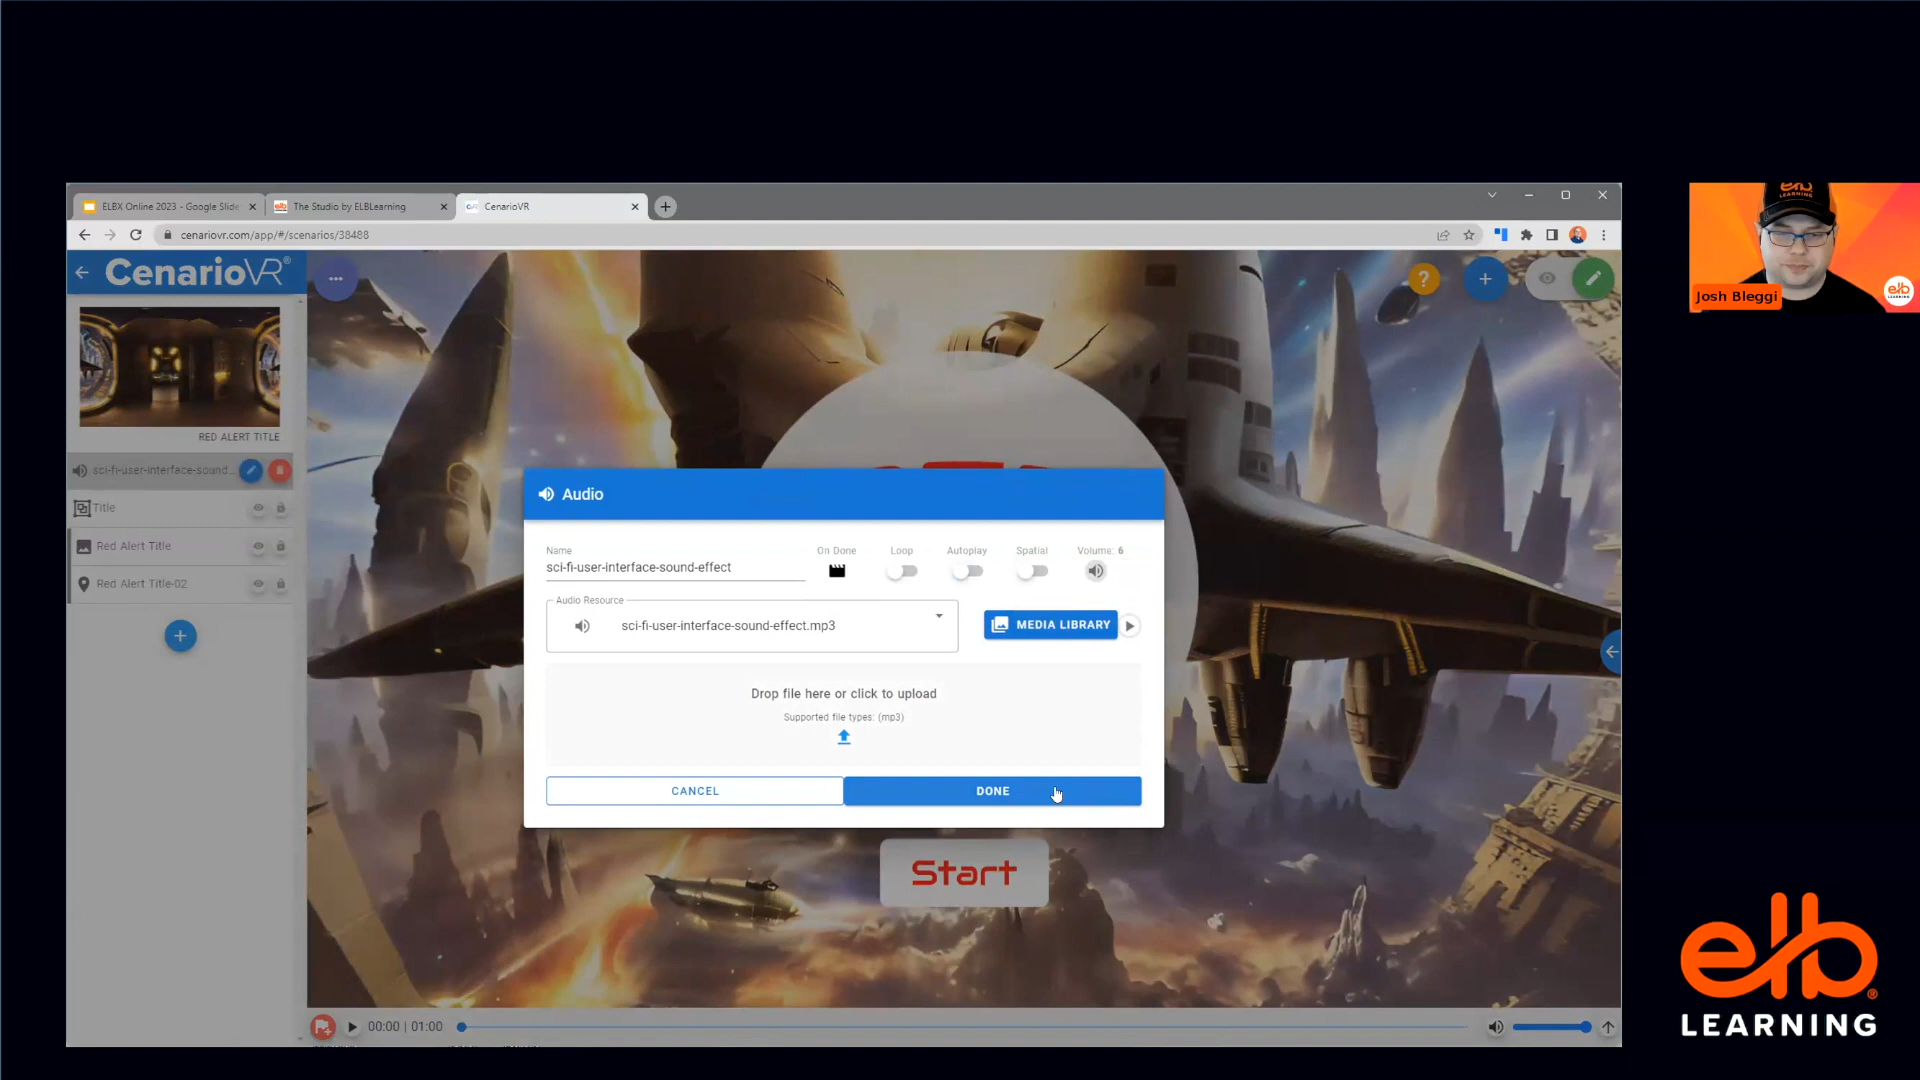 ELBX Online 2023 - Google Slide
The Studio by ELBLearning
CenarioVR
cenariovr.com/app/#/scenarios/38488
CenarioVR®
RED ALERT TITLE
sci-fi-user-interface-sound...
Title
Red Alert Title
Red Alert Title-02
Audio
Name
On Done
Loop
Autoplay
Spatial
Volume: 6
sci-fi-user-interface-sound-effect
Audio Resource
sci-fi-user-interface-sound-effect.mp3
MEDIA LIBRARY
Drop file here or click to upload
Supported file types: (mp3)
CANCEL
DONE
Start
00:00 | 01:00
elb
LEARNING
Josh Bleggi
elb
LEARNING
elb®
LEARNING